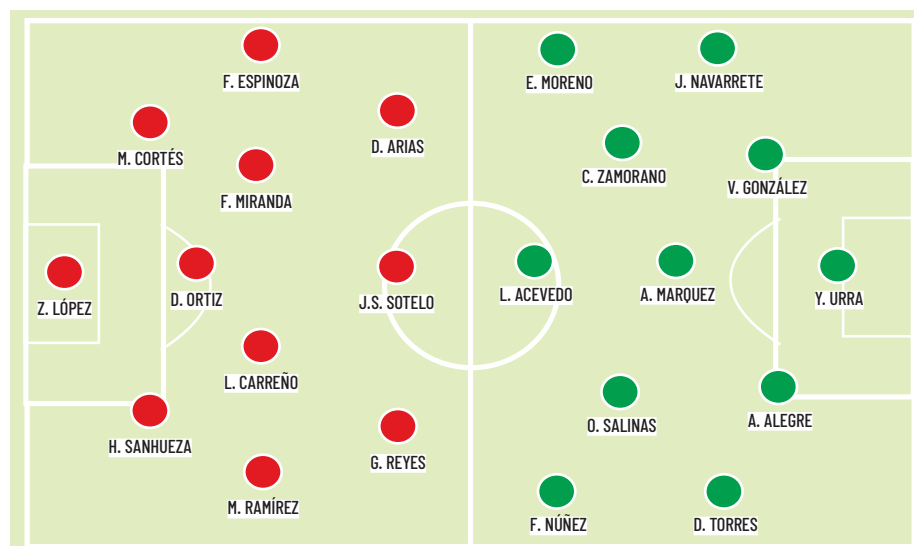 F. ESPINOZA
E. MORENO
J. NAVARRETE
D. ARIAS
M. CORTÉS
C. ZAMORANO
V. GONZÁLEZ
F. MIRANDA
Z. LÓPEZ
D. ORTIZ
J.S. SOTELO
L. ACEVEDO
A. MARQUEZ
Y. URRA
L. CARREÑO
O. SALINAS
A. ALEGRE
H. SANHUEZA
G. REYES
M. RAMÍREZ
F. NÚÑEZ
D. TORRES